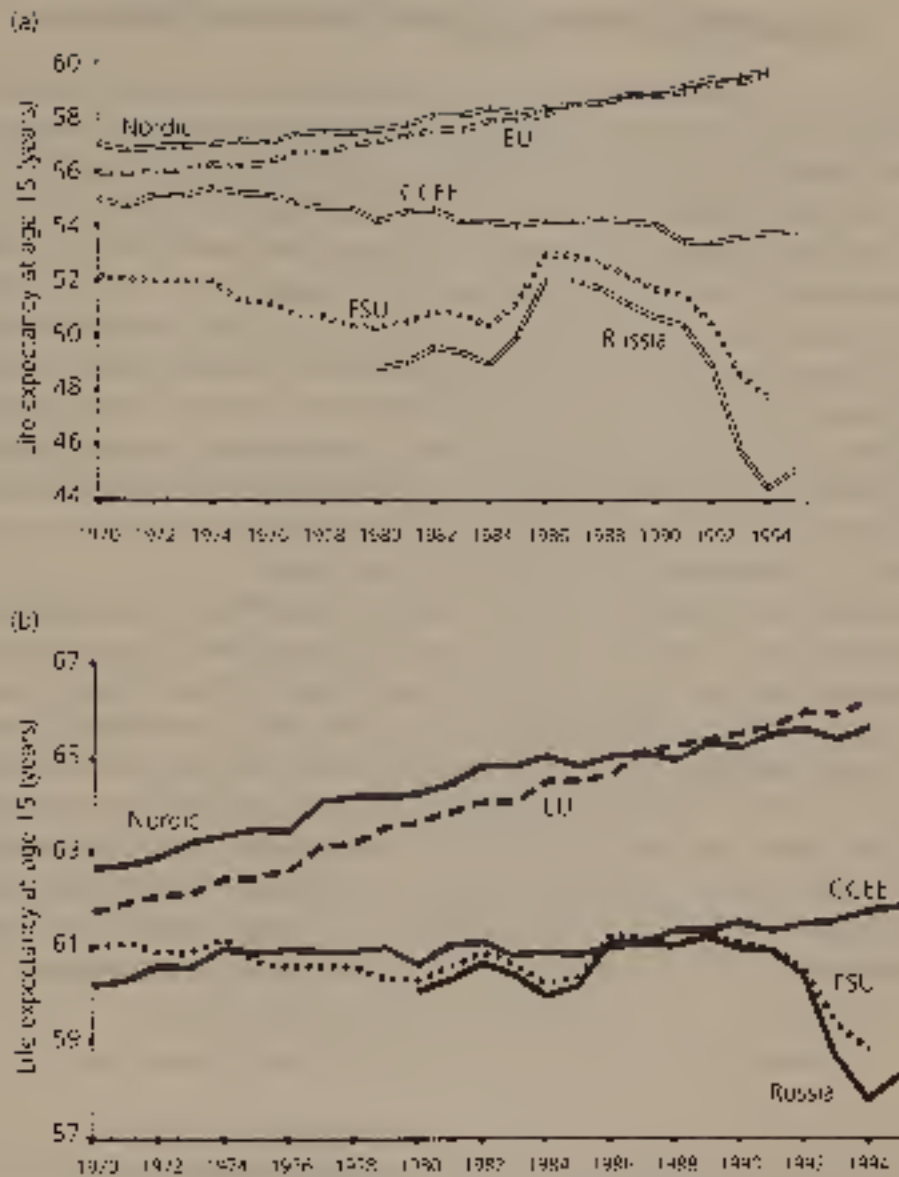 (a)
Life expectancy at age 15 (years)
60
58
56
54
52
50
48
46
44
Nordic
EU
CCEE
FSU
Russia
1970 1972 1974 1976 1978 1980 1982 1984 1986 1988 1990 1992 1994
(b)
Life expectancy at age 15 (years)
67
65
63
61
59
57
Nordic
EU
CCEE
FSU
Russia
1970 1972 1974 1976 1978 1980 1982 1984 1986 1988 1990 1992 1994